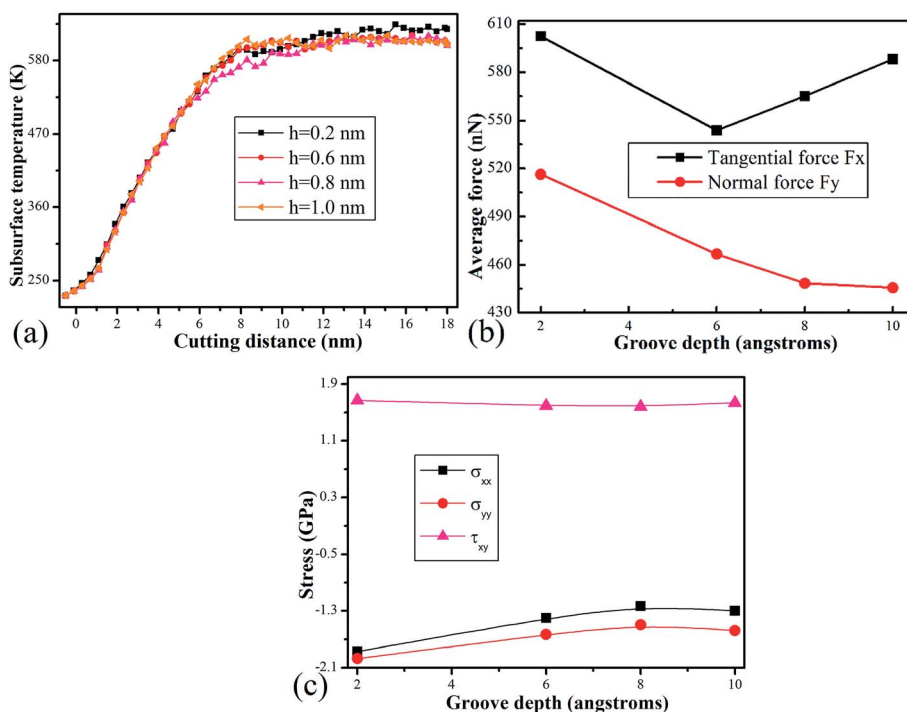 Subsurface temperature (K)
580
470
360
250
h=0.2 nm
h=0.6 nm
h=0.8 nm
h=1.0 nm
0 2 4 6 8 10 12 14 16 18
Cutting distance (nm)
(a)
Average force (nN)
610
580
550
520
490
460
430
Tangential force Fx
Normal force Fy
2 4 6 8 10
Groove depth (angstroms)
(b)
Stress (GPa)
1.9
1.1
0.3
-0.5
-1.3
-2.1
σxx
σyy
τxy
2 4 6 8 10
Groove depth (angstroms)
(c)